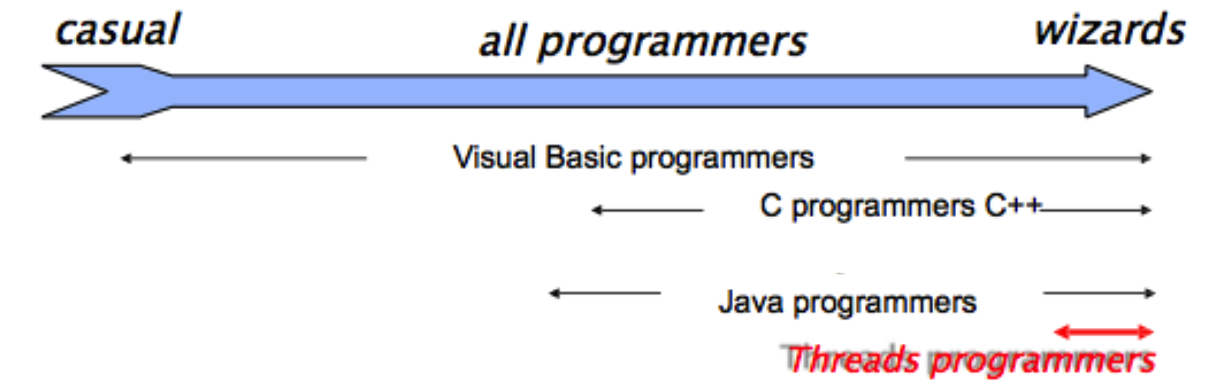 casual all programmers wizards
Visual Basic programmers
C programmers C++
Java programmers
Threads programmers